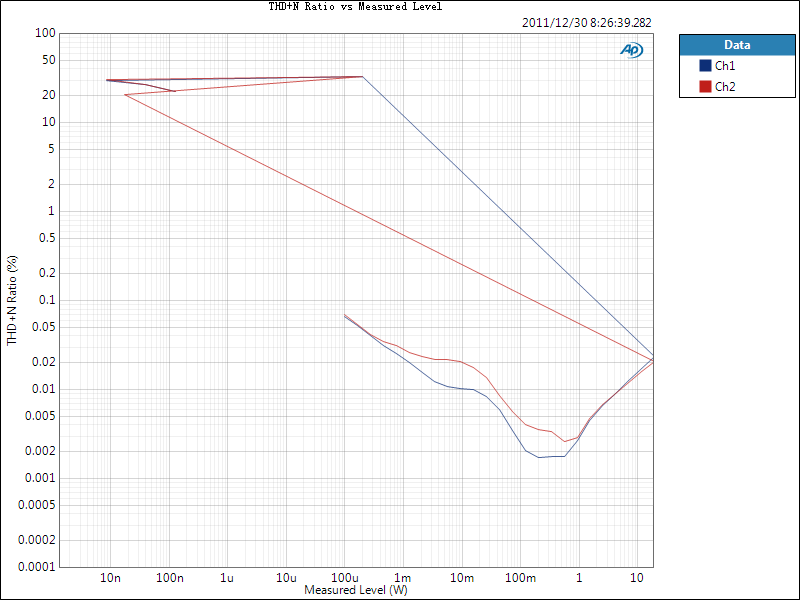 THD+N Ratio vs Measured Level
2011/12/30 8:26:39.282
AP
Data
Ch1
Ch2
THD+N Ratio (%)
100
50
20
10
5
2
1
0.5
0.2
0.1
0.05
0.02
0.01
0.005
0.002
0.001
0.0005
0.0002
0.0001
10n 100n 1u 10u 100u 1m 10m 100m 1 10
Measured Level (W)